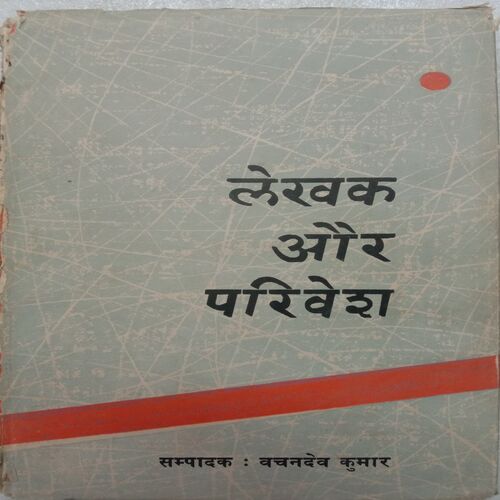 लेखक
और
परिवेश
सम्पादक : वचनदेव कुमार